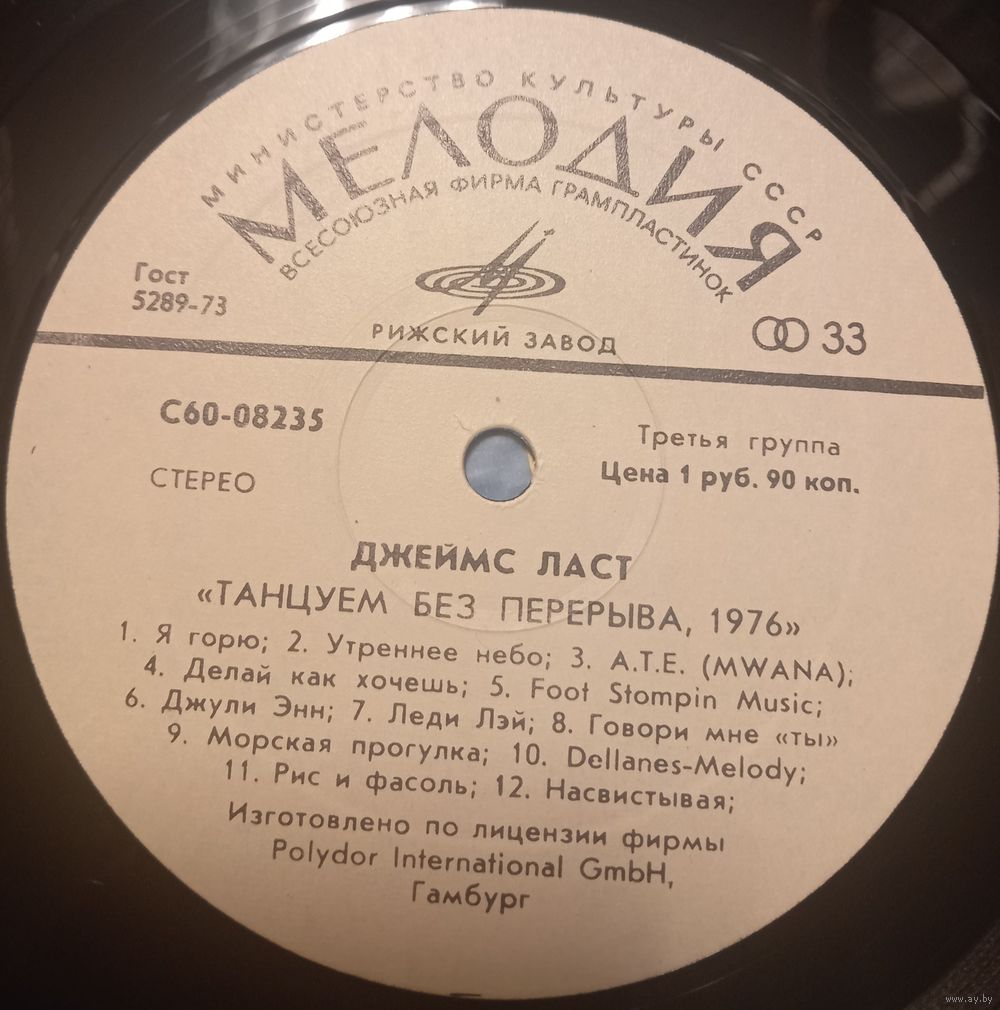 МИНИСТЕРСТВО КУЛЬТУРЫ СССР
МЕЛОДИЯ
ВСЕСОЮЗНАЯ ФИРМА ГРАМПЛАСТИНОК
Гост
5289-73
РИЖСКИЙ ЗАВОД
33
С60-08235
СТЕРЕО
Третья группа
Цена 1 руб. 90 коп.
ДЖЕЙМС ЛАСТ
«ТАНЦУЕМ БЕЗ ПЕРЕРЫВА, 1976»
1. Я горю; 2. Утреннее небо; 3. A.T.E. (MWANA);
4. Делай как хочешь; 5. Foot Stompin Music;
6. Джули Энн; 7. Леди Лэй; 8. Говори мне «ты»
9. Морская прогулка; 10. Dellanes-Melody;
11. Рис и фасоль; 12. Насвистывая;
Изготовлено по лицензии фирмы
Polydor International GmbH,
Гамбург
www.ay.by